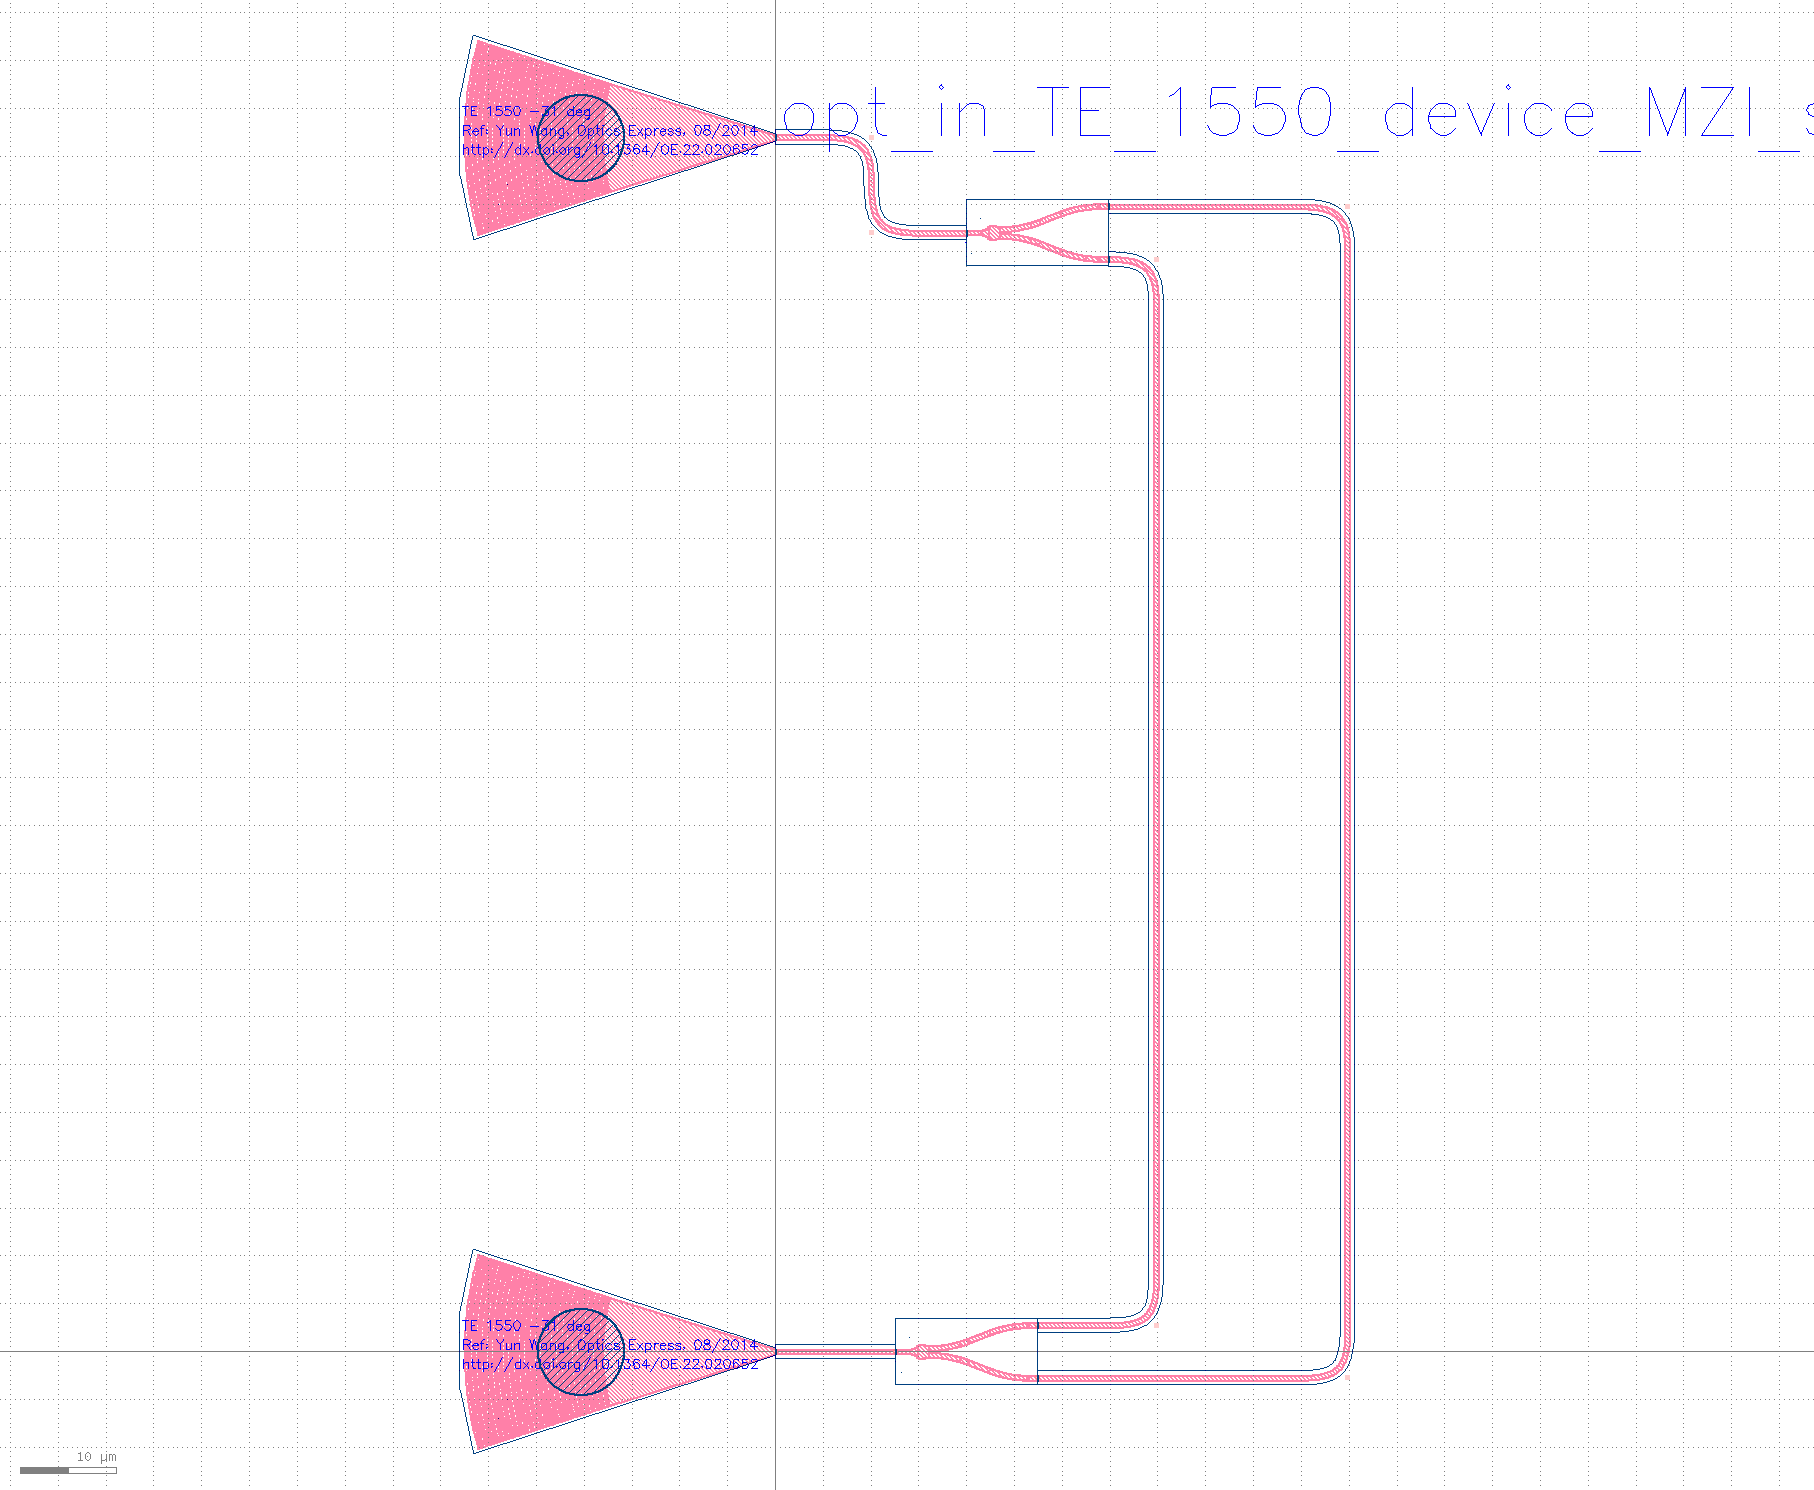 TE 1550 -31 deg
Ref: Yun Wang, Optics Express, 08/2014
http://dx.doi.org/10.1364/OE.22.020652
opt_in_TE_1550_device_MZI_s
TE 1550 -31 deg
Ref: Yun Wang, Optics Express, 08/2014
http://dx.doi.org/10.1364/OE.22.020652
10 µm